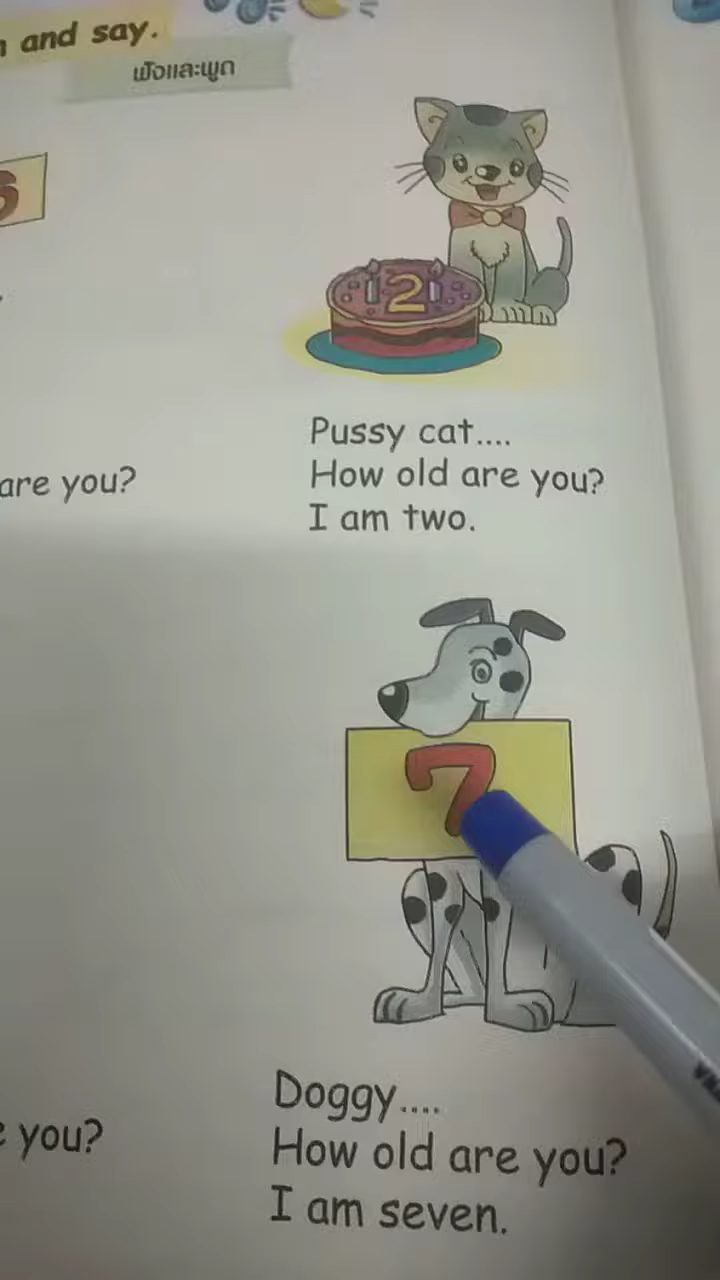 and say.
ฟังและพูด
2
Pussy cat....
How old are you?
I am two.
are you?
7
Doggy....
How old are you?
I am seven.
you?